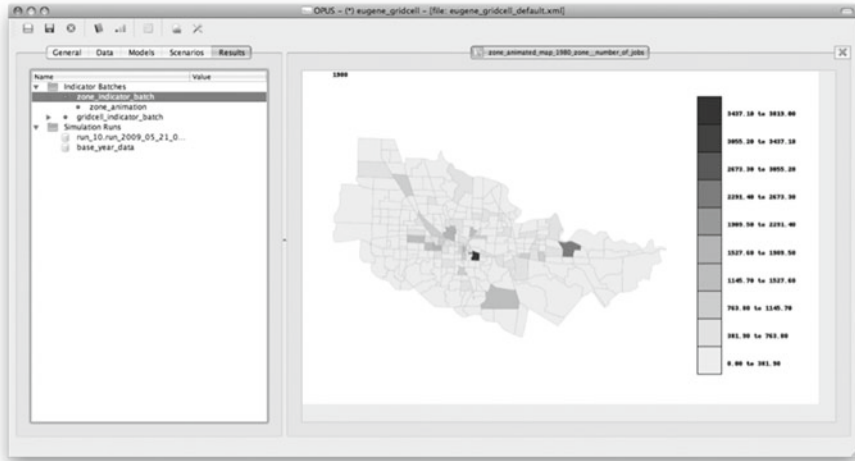 OPUS – (*) eugene_gridcell – [file: eugene_gridcell_default.xml]
General Data Models Scenarios Results
Name Value
Indicator Batches
zone_indicator_batch
zone_animation
gridcell_indicator_batch
Simulation Runs
run_10.run_2009_05_21_0...
base_year_data
zone_animated_map_1980_zone__number_of_jobs
1980
3437.10 to 3819.00
3055.20 to 3437.10
2673.30 to 3055.20
2291.40 to 2673.30
1909.50 to 2291.40
1527.60 to 1909.50
1145.70 to 1527.60
763.80 to 1145.70
381.90 to 763.80
0.00 to 381.90